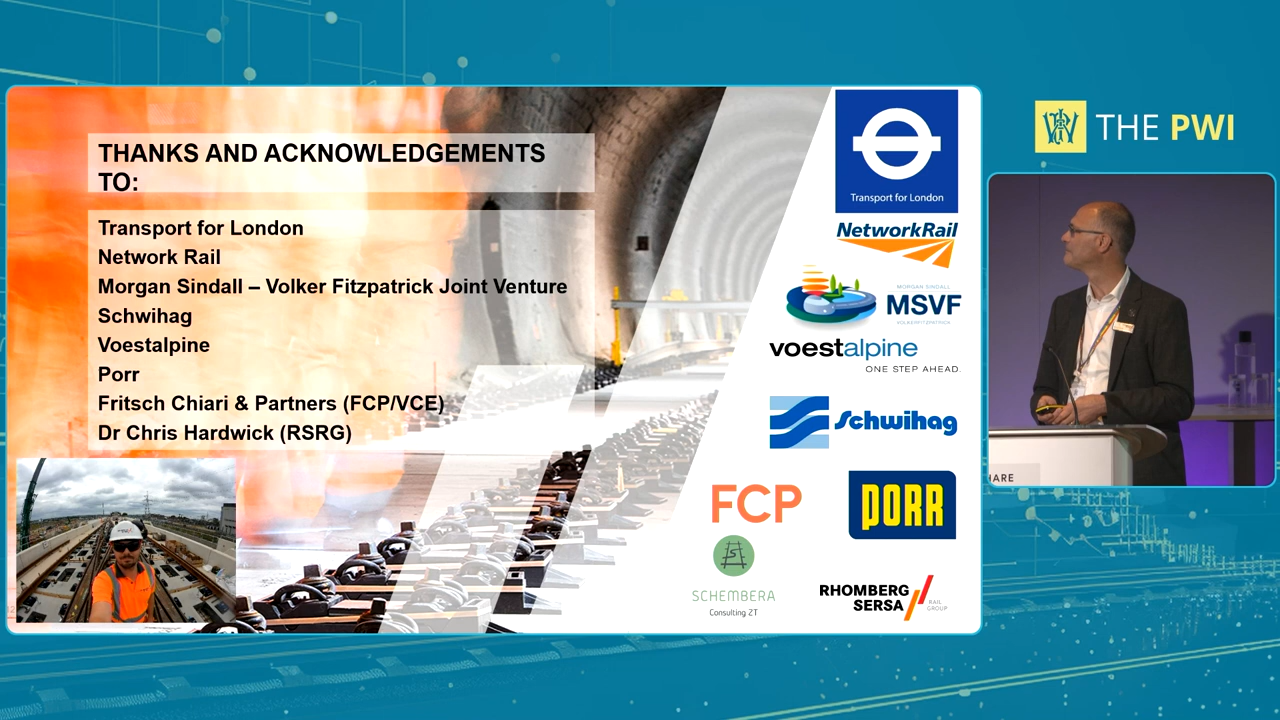 THANKS AND ACKNOWLEDGEMENTS
TO:
Transport for London
Network Rail
Morgan Sindall – Volker Fitzpatrick Joint Venture
Schwihag
Voestalpine
Porr
Fritsch Chiari & Partners (FCP/VCE)
Dr Chris Hardwick (RSRG)
Transport for London
NetworkRail
MORGAN SINDALL
MSVF
VOLKERFITZPATRICK
voestalpine
ONE STEP AHEAD.
Schwihag
FCP
PORR
SCHEMBERA
Consulting ZT
RHOMBERG
SERSA
RAIL
GROUP
THE PWI
HARE